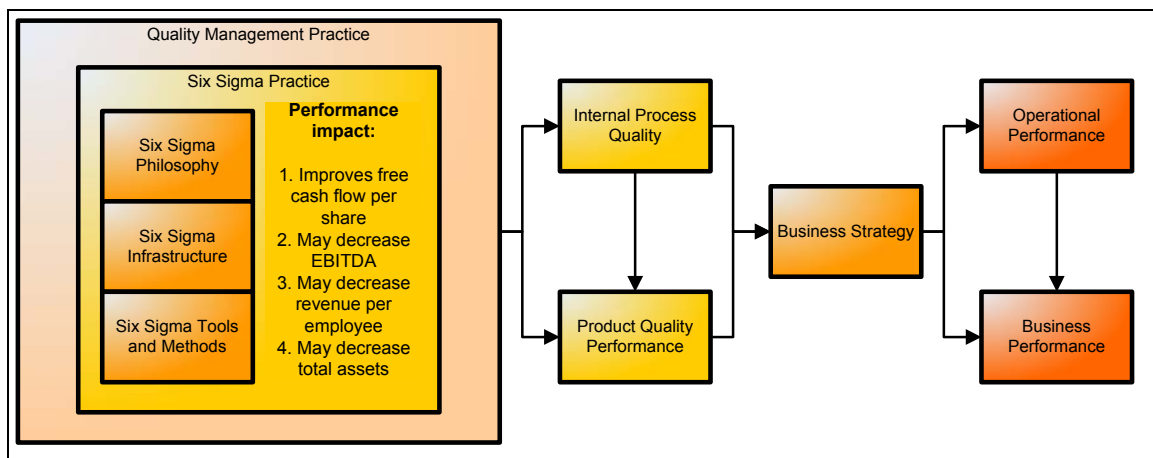 Quality Management Practice
Six Sigma Practice
Six Sigma
Philosophy
Six Sigma
Infrastructure
Six Sigma Tools
and Methods
Performance
impact:
1. Improves free
cash flow per
share
2. May decrease
EBITDA
3. May decrease
revenue per
employee
4. May decrease
total assets
Internal Process
Quality
Product Quality
Performance
Business Strategy
Operational
Performance
Business
Performance